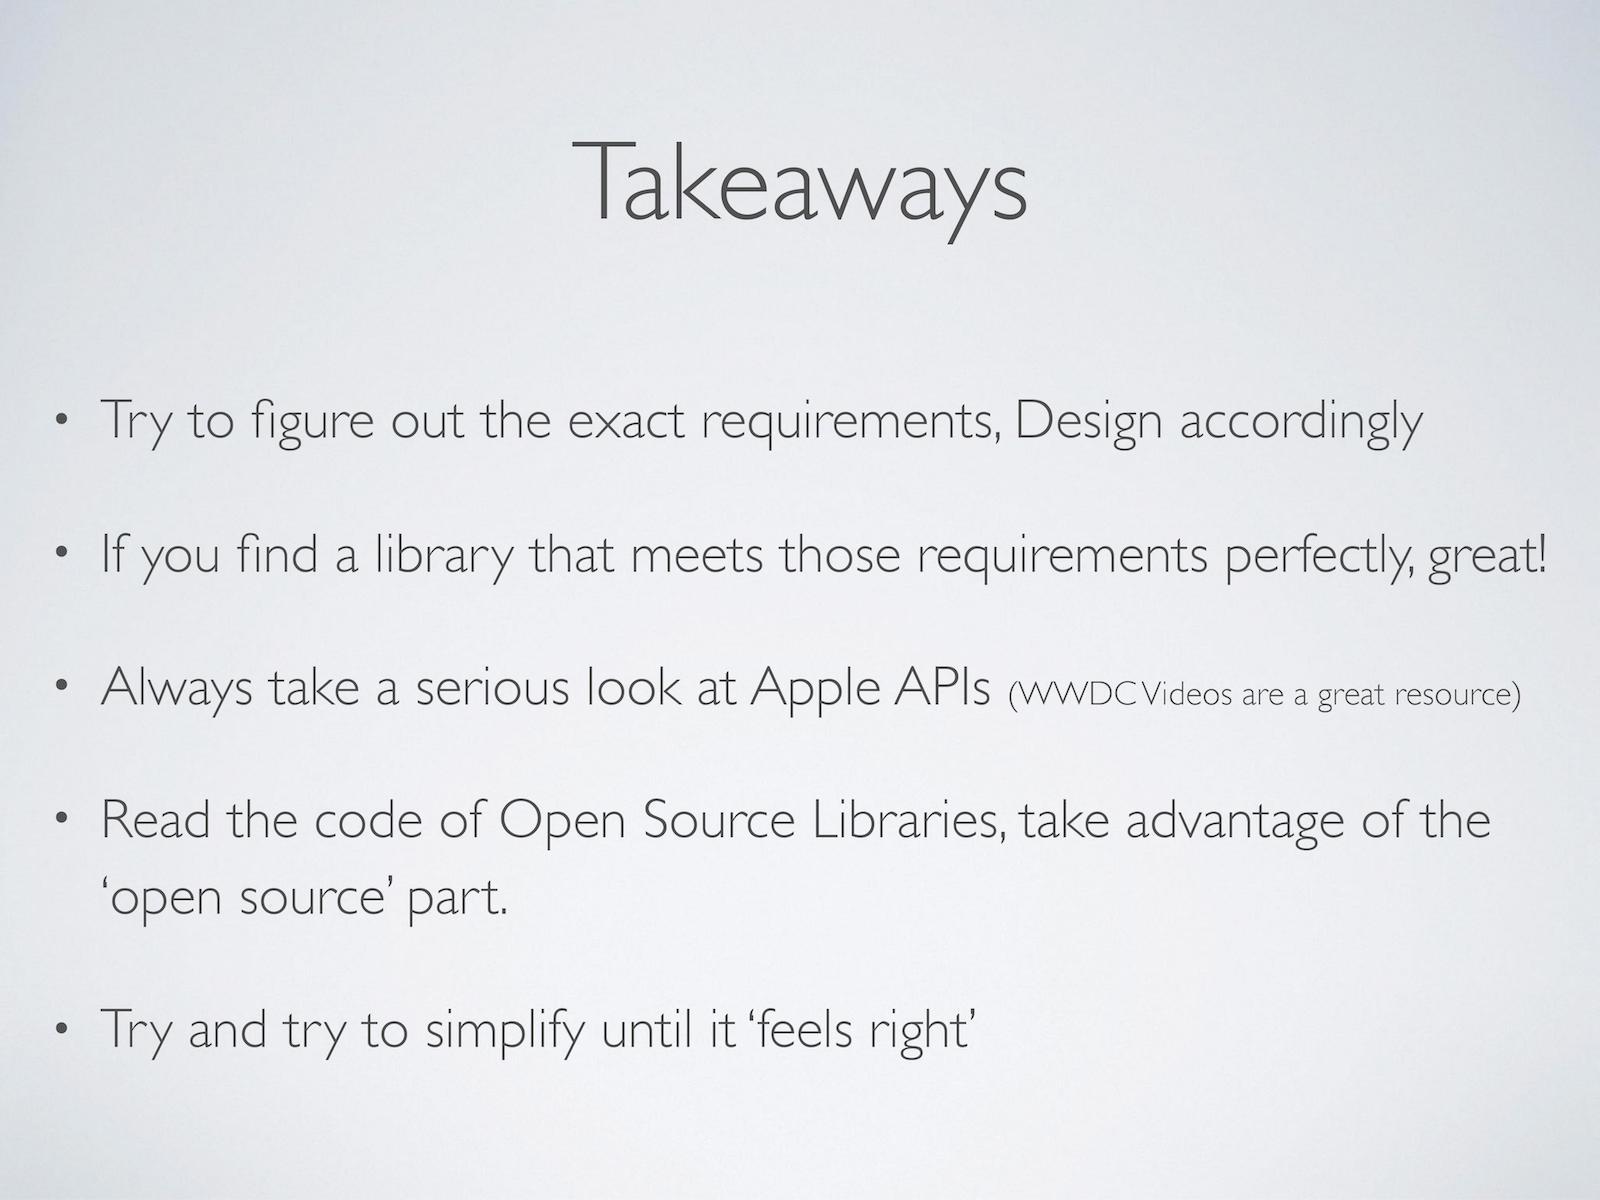 Takeaways
• Try to figure out the exact requirements, Design accordingly
• If you find a library that meets those requirements perfectly, great!
• Always take a serious look at Apple APIs (WWDC Videos are a great resource)
• Read the code of Open Source Libraries, take advantage of the
‘open source’ part.
• Try and try to simplify until it ‘feels right’